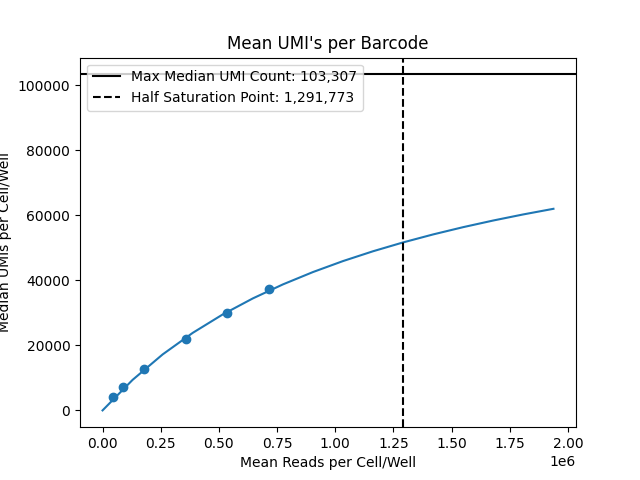 Mean UMI's per Barcode
Max Median UMI Count: 103,307
Half Saturation Point: 1,291,773
Median UMIs per Cell/Well
100000
80000
60000
40000
20000
0
0.00 0.25 0.50 0.75 1.00 1.25 1.50 1.75 2.00
1e6
Mean Reads per Cell/Well